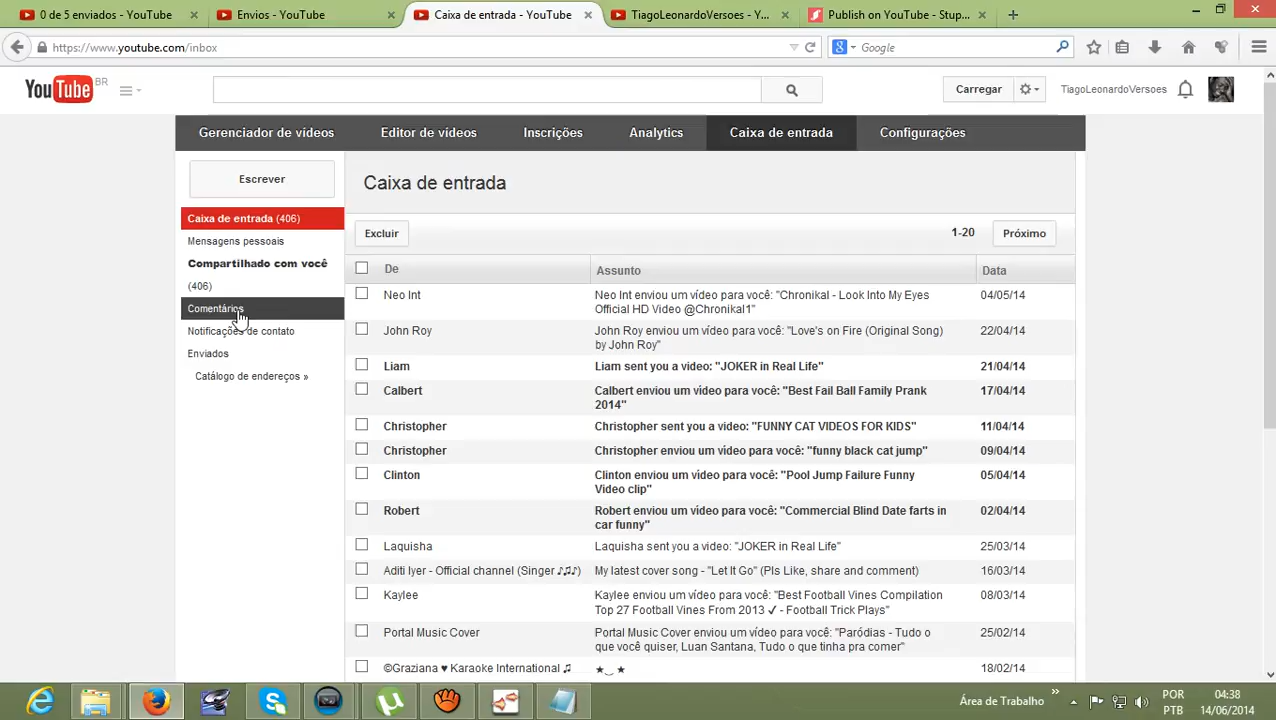 0 de 5 enviados - YouTube
Envios - YouTube
Caixa de entrada - YouTube
TiagoLeonardoVersoes - Y...
Publish on YouTube - Stup...
https://www.youtube.com/inbox
Google
YouTube BR
Carregar
TiagoLeonardoVersoes
Gerenciador de vídeos
Editor de vídeos
Inscrições
Analytics
Caixa de entrada
Configurações
Escrever
Caixa de entrada (406)
Mensagens pessoais
Compartilhado com você
(406)
Comentários
Notificações de contato
Enviados
Catálogo de endereços »
Caixa de entrada
Excluir
1-20
Próximo
De
Assunto
Data
Neo Int
Neo Int enviou um vídeo para você: "Chronikal - Look Into My Eyes
Official HD Video @Chronikal1"
04/05/14
John Roy
John Roy enviou um vídeo para você: "Love's on Fire (Original Song)
by John Roy"
22/04/14
Liam
Liam sent you a video: "JOKER in Real Life"
21/04/14
Calbert
Calbert enviou um vídeo para você: "Best Fail Ball Family Prank
2014"
17/04/14
Christopher
Christopher sent you a video: "FUNNY CAT VIDEOS FOR KIDS"
11/04/14
Christopher
Christopher enviou um vídeo para você: "funny black cat jump"
09/04/14
Clinton
Clinton enviou um vídeo para você: "Pool Jump Failure Funny
Video clip"
05/04/14
Robert
Robert enviou um vídeo para você: "Commercial Blind Date farts in
car funny"
02/04/14
Laquisha
Laquisha sent you a video: "JOKER in Real Life"
25/03/14
Aditi Iyer - Official channel (Singer ♪♫♪)
My latest cover song - "Let It Go" (Pls Like, share and comment)
16/03/14
Kaylee
Kaylee enviou um vídeo para você: "Best Football Vines Compilation
Top 27 Football Vines From 2013 ✓ - Football Trick Plays"
08/03/14
Portal Music Cover
Portal Music Cover enviou um vídeo para você: "Paródias - Tudo o
que você quiser, Luan Santana, Tudo o que tinha pra comer"
25/02/14
©Graziana ♥ Karaoke International ♫
★‿★
18/02/14
Área de Trabalho
POR
PTB
04:38
14/06/2014